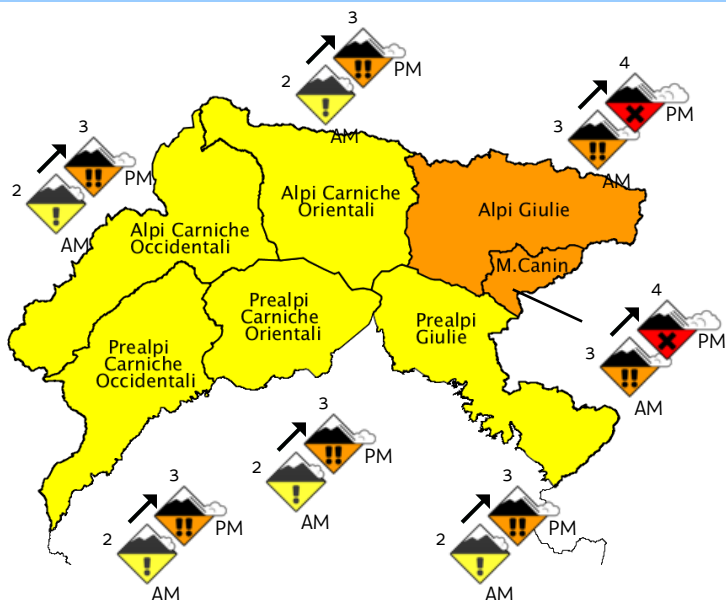 3
2
PM
AM
4
3
PM
AM
3
2
PM
AM
Alpi Carniche
Orientali
Alpi Giulie
Alpi Carniche
Occidentali
M.Canin
Prealpi
Carniche
Orientali
Prealpi
Giulie
4
3
PM
AM
Prealpi
Carniche
Occidentali
3
2
PM
AM
3
2
PM
AM
3
2
PM
AM